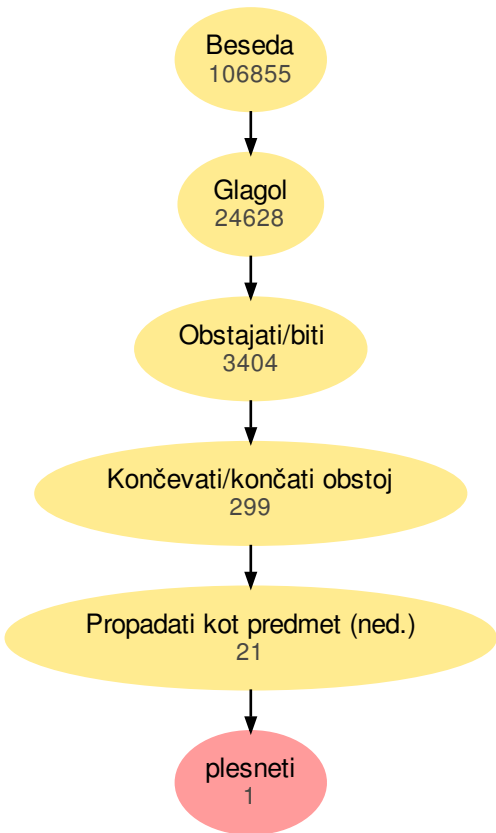 Beseda
106855
Glagol
24628
Obstajati/biti
3404
Končevati/končati obstoj
299
Propadati kot predmet (ned.)
21
plesneti
1